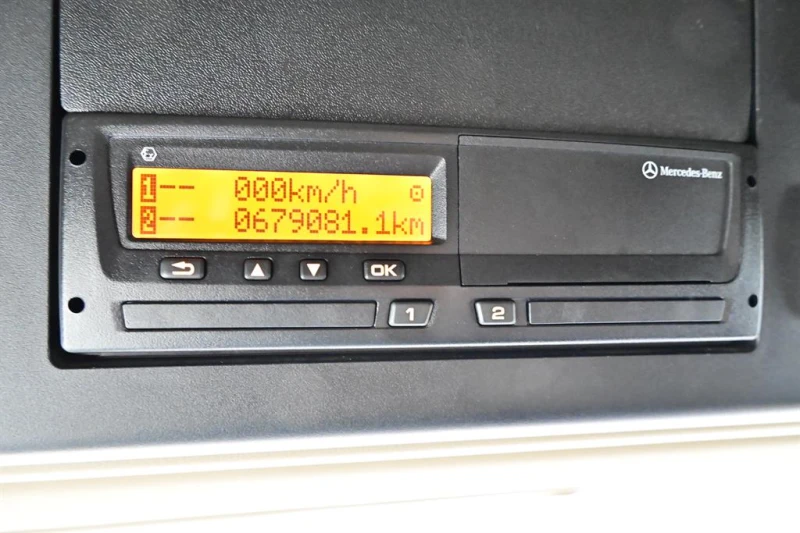 1-- 000km/h
2-- 0679081.1km
Mercedes-Benz
OK
1 2